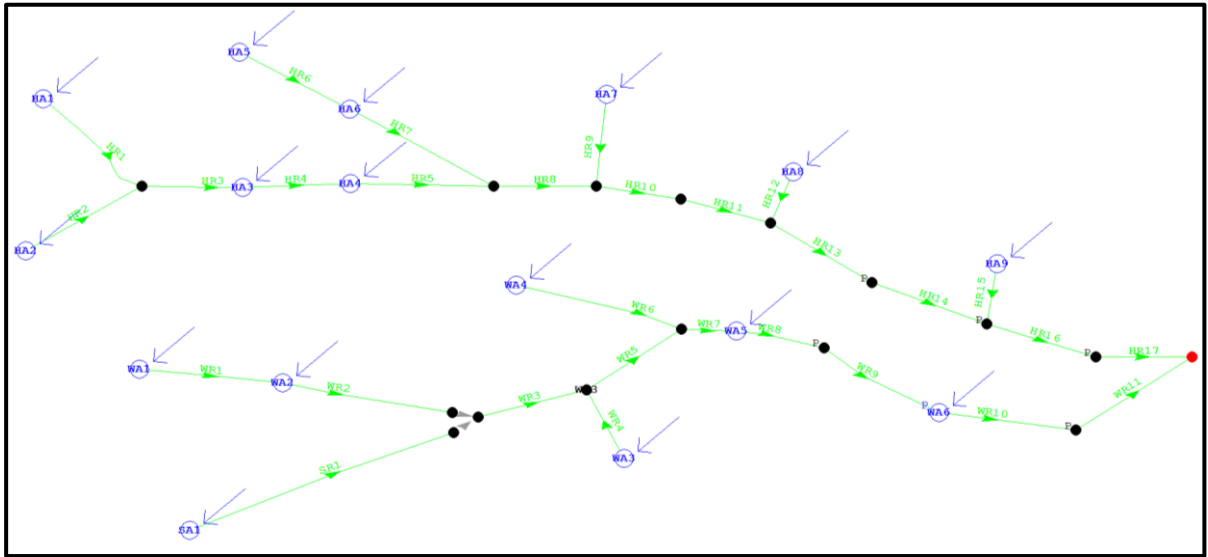 HA5
HR6
HA1
HA7
HA6
HR7
HR1
HR9
HA8
HR3
HA3
HR4
HA4
HR5
HR8
HR10
HR12
HR11
HR2
HA2
HR13
HA9
WA4
P
HR14
HR15
WR6
P
HR16
WR7
WA5
WR8
P
P
HR17
WR5
WA1
WR1
WA2
WR2
WR9
WR3
WR11
P
WA6
WR10
WR4
P
WA3
SR1
SA1